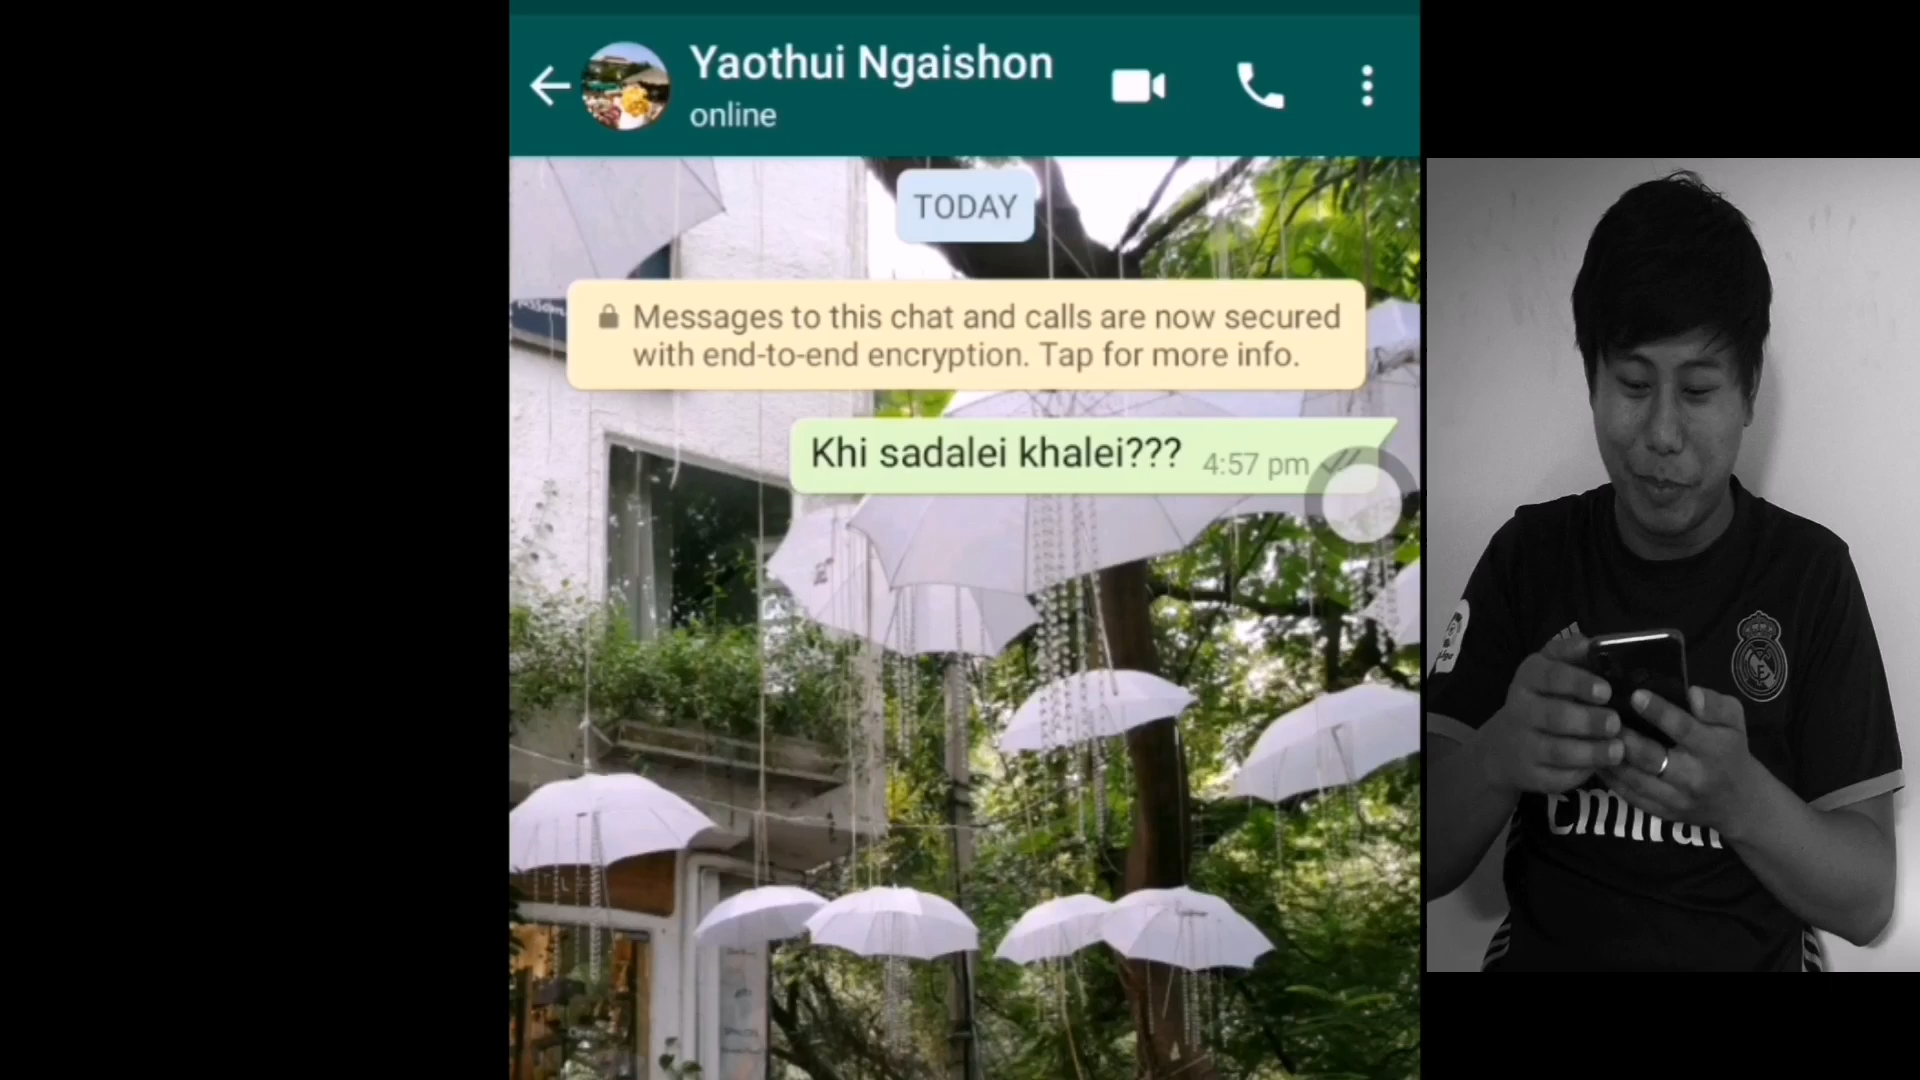 Yaothui Ngaishon
online
TODAY
Messages to this chat and calls are now secured
with end-to-end encryption. Tap for more info.
Khi sadalei khalei??? 4:57 pm